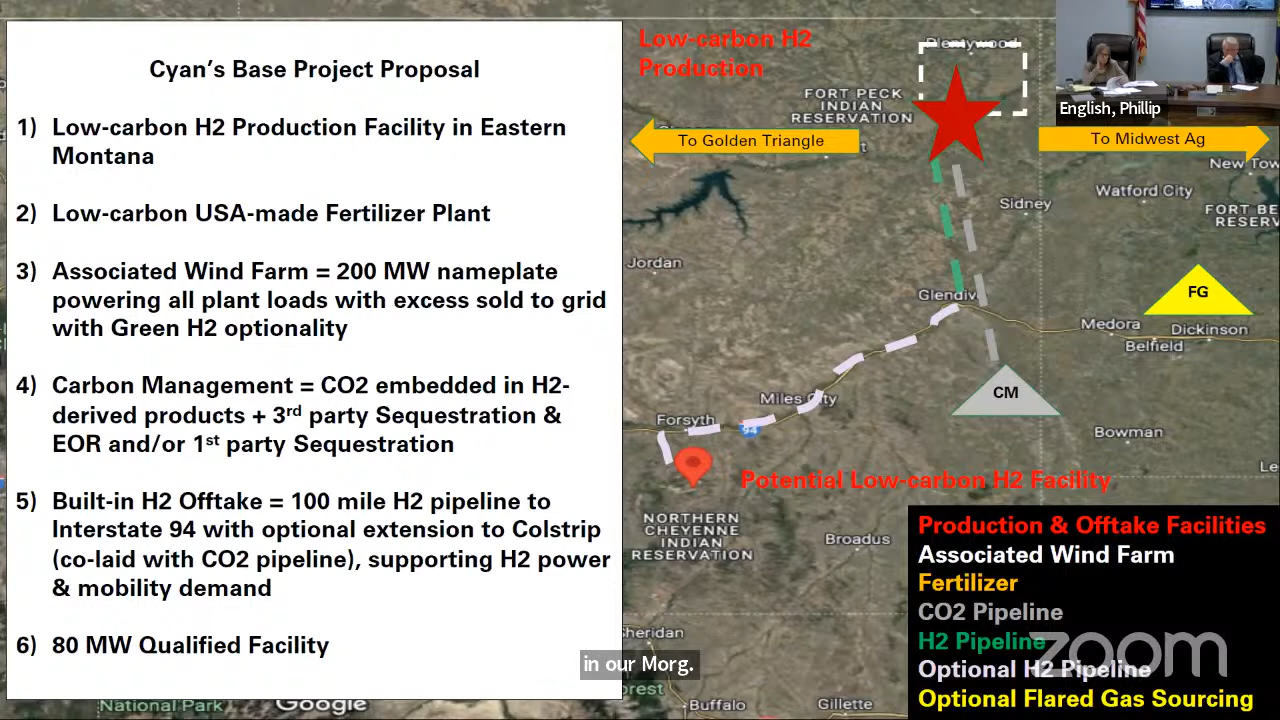 Cyan's Base Project Proposal
1) Low-carbon H2 Production Facility in Eastern
Montana
2) Low-carbon USA-made Fertilizer Plant
3) Associated Wind Farm = 200 MW nameplate
powering all plant loads with excess sold to grid
with Green H2 optionality
4) Carbon Management = CO2 embedded in H2-
derived products + 3rd party Sequestration &
EOR and/or 1st party Sequestration
5) Built-in H2 Offtake = 100 mile H2 pipeline to
Interstate 94 with optional extension to Colstrip
(co-laid with CO2 pipeline), supporting H2 power
& mobility demand
6) 80 MW Qualified Facility
Low-carbon H2
Production
Plentywood
FORT PECK
INDIAN
RESERVATION
To Golden Triangle
To Midwest Ag
English, Phillip
New Tow
Watford City
Sidney
FORT BE
RESERV
Jordan
Glendive
FG
Medora
Dickinson
Belfield
CM
Miles City
Forsyth
94
Bowman
Le
Potential Low-carbon H2 Facility
NORTHERN
CHEYENNE
INDIAN
RESERVATION
Broadus
Production & Offtake Facilities
Associated Wind Farm
Fertilizer
CO2 Pipeline
H2 Pipeline
Optional H2 Pipeline
Optional Flared Gas Sourcing
zoom
heridan
in our Morg.
orest
National Park
Google
Buffalo
Gillette